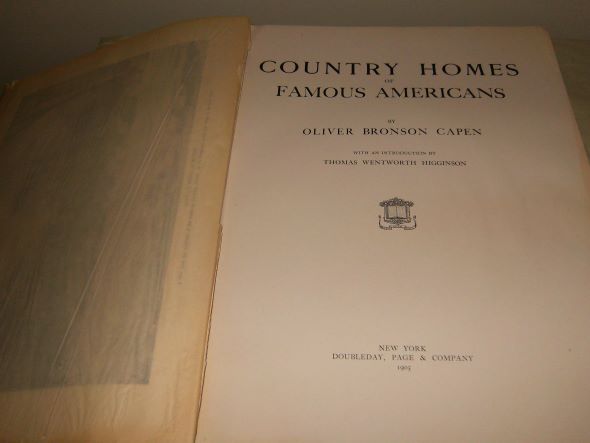 COUNTRY HOMES
OF
FAMOUS AMERICANS
BY
OLIVER BRONSON CAPEN
WITH AN INTRODUCTION BY
THOMAS WENTWORTH HIGGINSON
NEW YORK
DOUBLEDAY, PAGE & COMPANY
1905